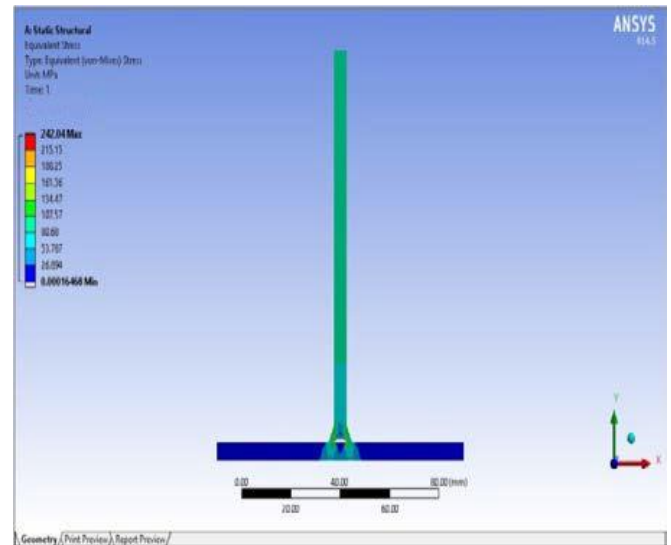 A: Static Structural
Equivalent Stress
Type: Equivalent (von-Mises) Stress
Unit: MPa
Time: 1
ANSYS
R14.5
242.04 Max
215.15
188.25
161.36
134.47
107.57
80.68
53.787
26.894
0.00016468 Min
Y
X
0.00
40.00
80.00 (mm)
20.00
60.00
Geometry Print Preview Report Preview